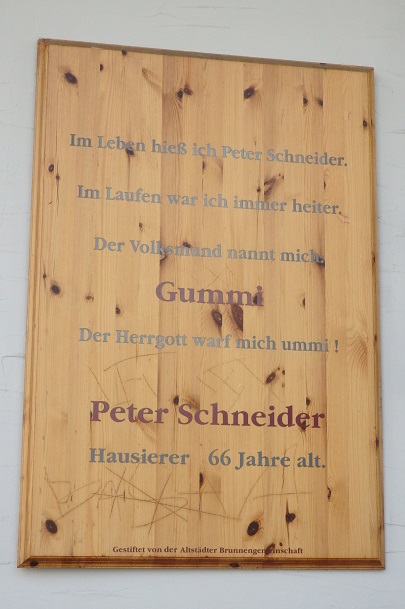 Im Leben hieß ich Peter Schneider.
Im Laufen war ich immer heiter.
Der Volksmund nannt mich
Gummi
Der Herrgott warf mich ummi !
Peter Schneider
Hausierer 66 Jahre alt.
Gestiftet von der Altstädter Brunnengemeinschaft